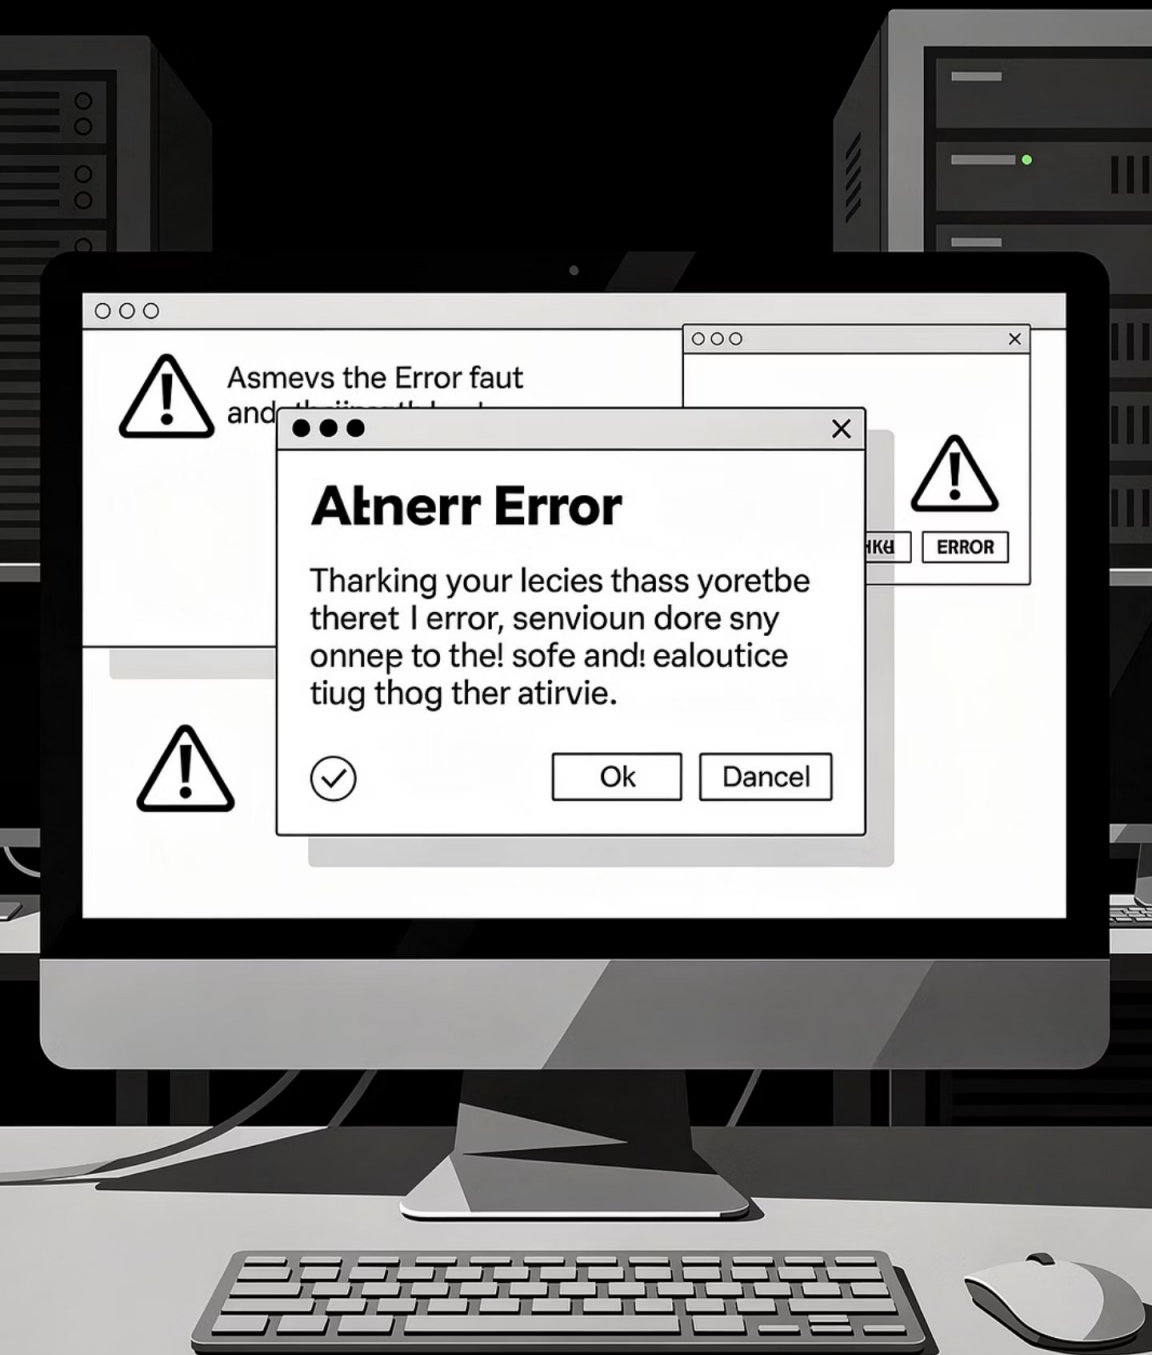 Asmevs the Error faut
and
Atnerr Error
Tharking your lecies thass yoretbe
theret I error, senvioun dore sny
onnep to the! sofe and! ealoutice
tiug thog ther atirvie.
Ok
Dancel
ERROR